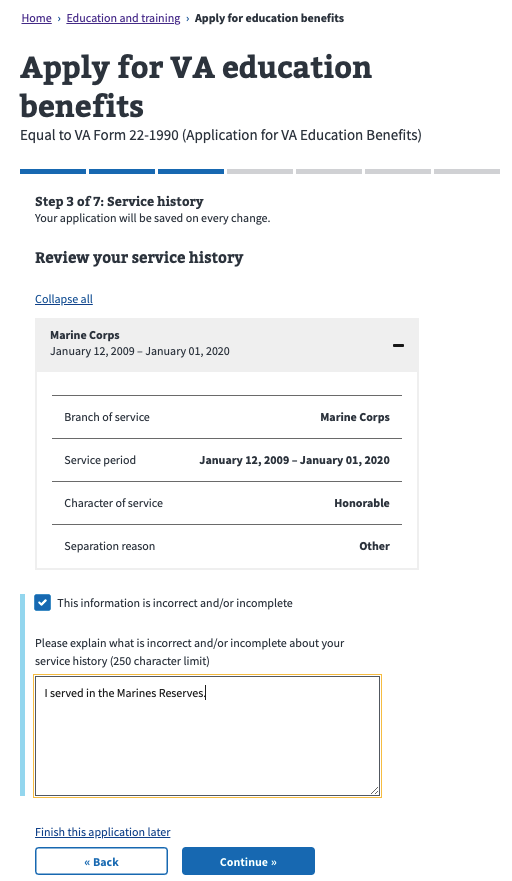 Home › Education and training › Apply for education benefits
Apply for VA education
benefits
Equal to VA Form 22-1990 (Application for VA Education Benefits)
Step 3 of 7: Service history
Your application will be saved on every change.
Review your service history
Collapse all
Marine Corps
January 12, 2009 – January 01, 2020
Branch of service Marine Corps
Service period January 12, 2009 – January 01, 2020
Character of service Honorable
Separation reason Other
This information is incorrect and/or incomplete
Please explain what is incorrect and/or incomplete about your
service history (250 character limit)
I served in the Marines Reserves.
Finish this application later
« Back Continue »